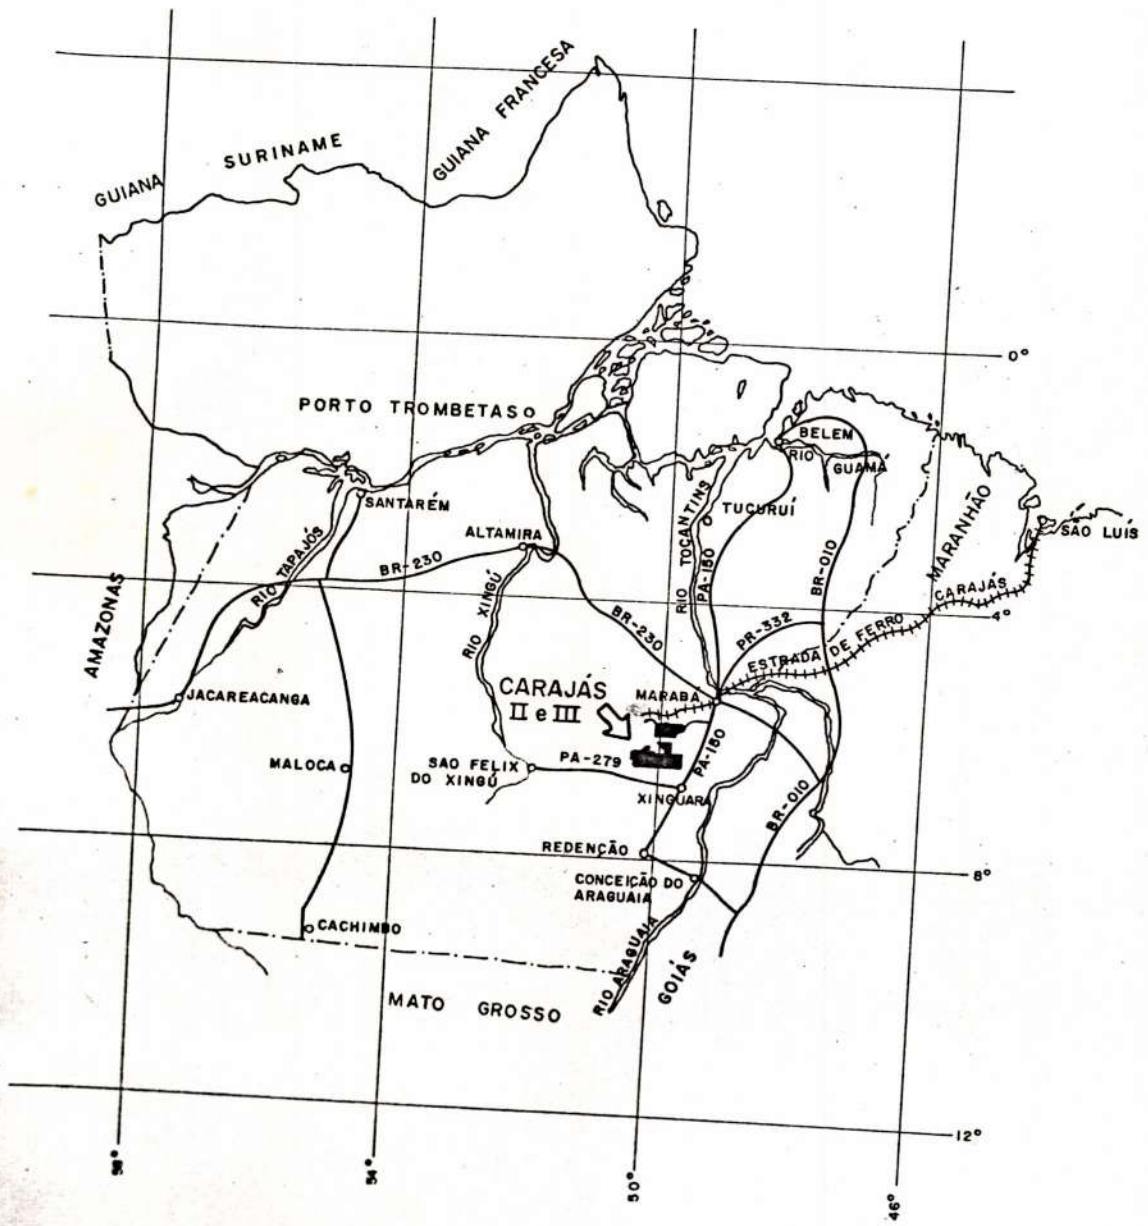 GUIANA
SURINAME
GUIANA FRANCESA
0°
PORTO TROMBETAS
BELEM
RIO
GUAMÁ
SANTARÉM
RIO TAPAJÓS
ALTAMIRA
BR-230
RIO XINGÚ
BR-230
RIO TOCANTINS
TUCURUÍ
PA-150
BR-010
MARANHÃO
SÃO LUÍS
CARAJÁS
4°
PR-332
ESTRADA DE FERRO
AMAZONAS
JACAREACANGA
CARAJÁS
II e III
MARABÁ
MALOCA
SAO FELIX
DO XINGÚ
PA-279
PA-150
XINGUARA
BR-010
REDENÇÃO
8°
CONCEIÇÃO DO
ARAGUAIA
CACHIMBO
RIO ARAGUAIA
GOIÁS
MATO GROSSO
12°
58°
54°
50°
46°